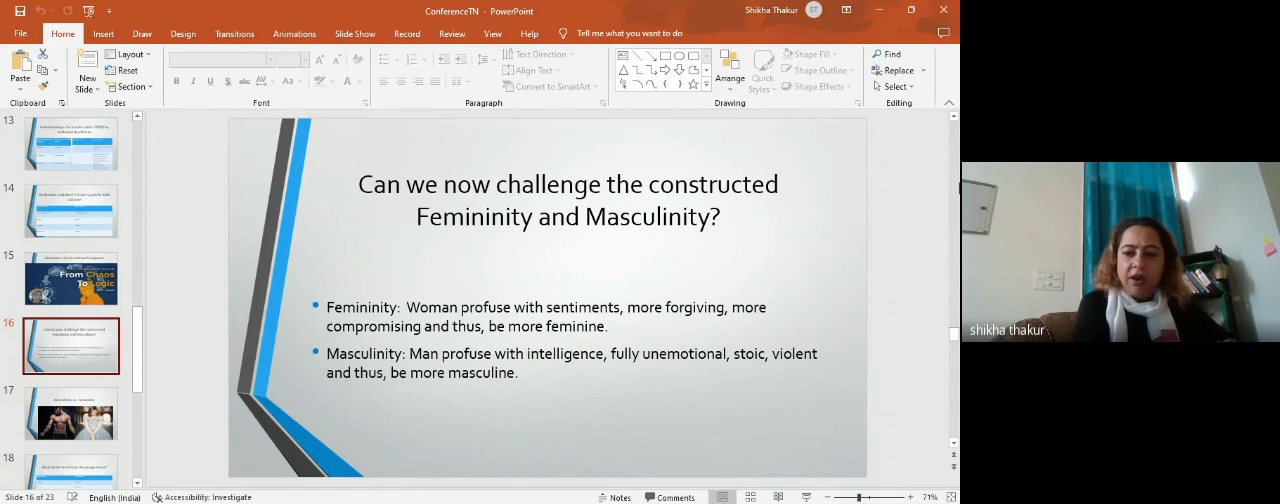 ConferenceTN - PowerPoint
Shikha Thakur
ST
File
Home
Insert
Draw
Design
Transitions
Animations
Slide Show
Record
Review
View
Help
Tell me what you want to do
Paste
Clipboard
New
Slide
Layout
Reset
Section
Slides
B I U S abc AV Aa A
Font
Text Direction
Align Text
Convert to SmartArt
Paragraph
Arrange
Quick
Styles
Shape Fill
Shape Outline
Shape Effects
Drawing
Find
Replace
Select
Editing
13
14
15
From Chaos
To Logic
16
17
18
Can we now challenge the constructed
Femininity and Masculinity?
Femininity: Woman profuse with sentiments, more forgiving, more
compromising and thus, be more feminine.
Masculinity: Man profuse with intelligence, fully unemotional, stoic, violent
and thus, be more masculine.
shikha thakur
Slide 16 of 23
English (India)
Accessibility: Investigate
Notes
Comments
71%